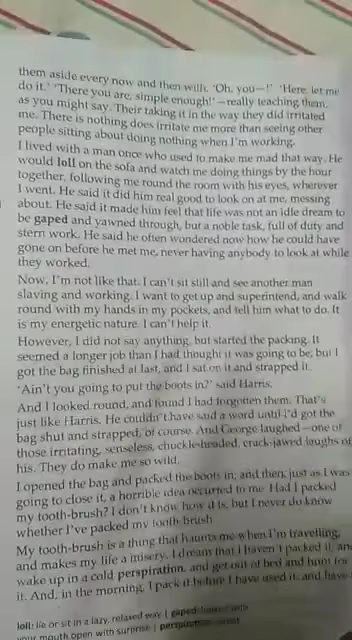 them aside every now and then with, 'Oh, you—!' 'Here, let me
do it.' 'There you are, simple enough!'—really teaching them,
as you might say. Their taking it in the way they did irritated
me. There is nothing does irritate me more than seeing other
people sitting about doing nothing when I'm working.
I lived with a man once who used to make me mad that way. He
would loll on the sofa and watch me doing things by the hour
together, following me round the room with his eyes, wherever
I went. He said it did him real good to look on at me, messing
about. He said it made him feel that life was not an idle dream to
be gaped and yawned through, but a noble task, full of duty and
stern work. He said he often wondered now how he could have
gone on before he met me, never having anybody to look at while
they worked.
Now, I'm not like that. I can't sit still and see another man
slaving and working. I want to get up and superintend, and walk
round with my hands in my pockets, and tell him what to do. It
is my energetic nature. I can't help it.
However, I did not say anything, but started the packing. It
seemed a longer job than I had thought it was going to be; but I
got the bag finished at last, and I sat on it and strapped it.
'Ain't you going to put the boots in?' said Harris.
And I looked round, and found I had forgotten them. That's
just like Harris. He couldn't have said a word until I'd got the
bag shut and strapped, of course. And George laughed—one of
those irritating, senseless, chuckle-headed, crack-jawed laughs of
his. They do make me so wild.
I opened the bag and packed the boots in; and then, just as I was
going to close it, a horrible idea occurred to me. Had I packed
my tooth-brush? I don't know how it is, but I never do know
whether I've packed my tooth-brush
My tooth-brush is a thing that haunts me when I'm travelling,
and makes my life a misery. I dream that I haven't packed it, an
wake up in a cold perspiration, and get out of bed and hunt for
it. And, in the morning, I pack it before I have used it, and have
loll: lie or sit in a lazy, relaxed way | gaped: with
your mouth open with surprise | perspiration: